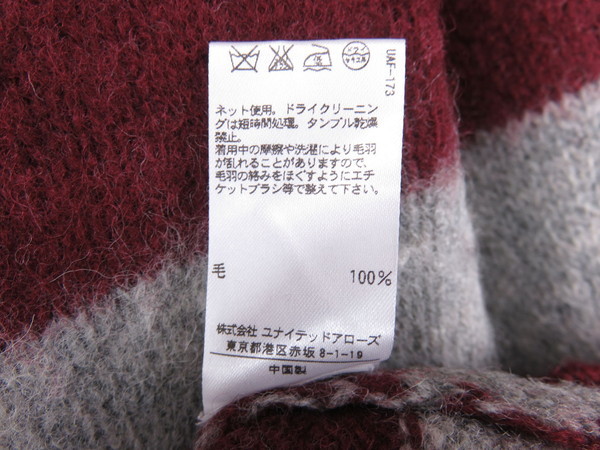 UAF-173
ネット使用。ドライクリーニン
グは短時間処理。タンブル乾燥
禁止。
着用中の摩擦や洗濯により毛羽
が乱れることがありますので、
毛羽の絡みをほぐすようにエチ
ケットブラシ等で整えて下さい。
毛 100%
株式会社 ユナイテッドアローズ
東京都港区赤坂8-1-19
中国製